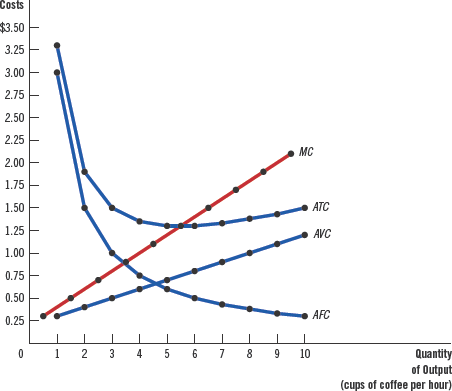 Costs
$3.50
3.25
3.00
2.75
2.50
2.25
2.00
1.75
1.50
1.25
1.00
0.75
0.50
0.25
MC
ATC
AVC
AFC
0 1 2 3 4 5 6 7 8 9 10 Quantity
of Output
(cups of coffee per hour)